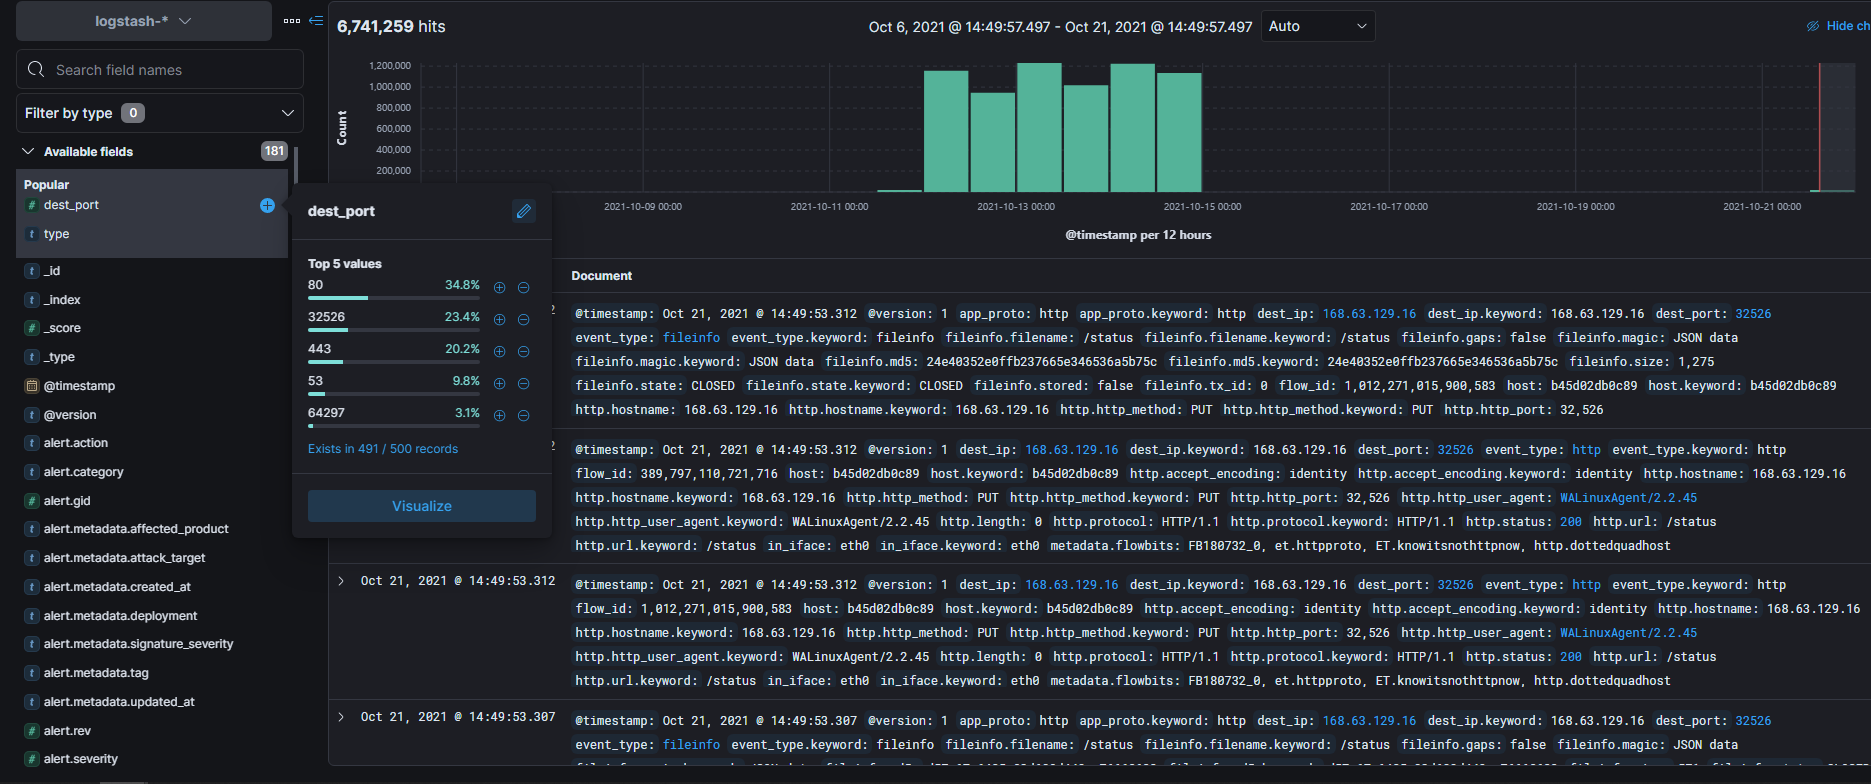 logstash-*
6,741,259 hits
Oct 6, 2021 @ 14:49:57.497 - Oct 21, 2021 @ 14:49:57.497
Auto
Hide ch
Search field names
Filter by type 0
Available fields 181
Popular
# dest_port
t type
t _id
t _index
# _score
t _type
@timestamp
t @version
t alert.action
t alert.category
# alert.gid
t alert.metadata.affected_product
t alert.metadata.attack_target
t alert.metadata.created_at
t alert.metadata.deployment
t alert.metadata.signature_severity
t alert.metadata.tag
t alert.metadata.updated_at
# alert.rev
# alert.severity
dest_port
Top 5 values
80 34.8%
32526 23.4%
443 20.2%
53 9.8%
64297 3.1%
Exists in 491 / 500 records
Visualize
Count
1,200,000
1,000,000
800,000
600,000
400,000
200,000
2021-10-09 00:00 2021-10-11 00:00 2021-10-13 00:00 2021-10-15 00:00 2021-10-17 00:00 2021-10-19 00:00 2021-10-21 00:00
@timestamp per 12 hours
Document
2
@timestamp: Oct 21, 2021 @ 14:49:53.312 @version: 1 app_proto: http app_proto.keyword: http dest_ip: 168.63.129.16 dest_ip.keyword: 168.63.129.16 dest_port: 32526
event_type: fileinfo event_type.keyword: fileinfo fileinfo.filename: /status fileinfo.filename.keyword: /status fileinfo.gaps: false fileinfo.magic: JSON data
fileinfo.magic.keyword: JSON data fileinfo.md5: 24e40352e0ffb237665e346536a5b75c fileinfo.md5.keyword: 24e40352e0ffb237665e346536a5b75c fileinfo.size: 1,275
fileinfo.state: CLOSED fileinfo.state.keyword: CLOSED fileinfo.stored: false fileinfo.tx_id: 0 flow_id: 1,012,271,015,900,583 host: b45d02db0c89 host.keyword: b45d02db0c89
http.hostname: 168.63.129.16 http.hostname.keyword: 168.63.129.16 http.http_method: PUT http.http_method.keyword: PUT http.http_port: 32,526
2
@timestamp: Oct 21, 2021 @ 14:49:53.312 @version: 1 dest_ip: 168.63.129.16 dest_ip.keyword: 168.63.129.16 dest_port: 32526 event_type: http event_type.keyword: http
flow_id: 389,797,110,721,716 host: b45d02db0c89 host.keyword: b45d02db0c89 http.accept_encoding: identity http.accept_encoding.keyword: identity http.hostname: 168.63.129.16
http.hostname.keyword: 168.63.129.16 http.http_method: PUT http.http_method.keyword: PUT http.http_port: 32,526 http.http_user_agent: WALinuxAgent/2.2.45
http.http_user_agent.keyword: WALinuxAgent/2.2.45 http.length: 0 http.protocol: HTTP/1.1 http.protocol.keyword: HTTP/1.1 http.status: 200 http.url: /status
http.url.keyword: /status in_iface: eth0 in_iface.keyword: eth0 metadata.flowbits: FB180732_0, et.httpproto, ET.knowitsnothttpnow, http.dottedquadhost
Oct 21, 2021 @ 14:49:53.312
@timestamp: Oct 21, 2021 @ 14:49:53.312 @version: 1 dest_ip: 168.63.129.16 dest_ip.keyword: 168.63.129.16 dest_port: 32526 event_type: http event_type.keyword: http
flow_id: 1,012,271,015,900,583 host: b45d02db0c89 host.keyword: b45d02db0c89 http.accept_encoding: identity http.accept_encoding.keyword: identity http.hostname: 168.63.129.16
http.hostname.keyword: 168.63.129.16 http.http_method: PUT http.http_method.keyword: PUT http.http_port: 32,526 http.http_user_agent: WALinuxAgent/2.2.45
http.http_user_agent.keyword: WALinuxAgent/2.2.45 http.length: 0 http.protocol: HTTP/1.1 http.protocol.keyword: HTTP/1.1 http.status: 200 http.url: /status
http.url.keyword: /status in_iface: eth0 in_iface.keyword: eth0 metadata.flowbits: FB180732_0, et.httpproto, ET.knowitsnothttpnow, http.dottedquadhost
Oct 21, 2021 @ 14:49:53.307
@timestamp: Oct 21, 2021 @ 14:49:53.307 @version: 1 app_proto: http app_proto.keyword: http dest_ip: 168.63.129.16 dest_ip.keyword: 168.63.129.16 dest_port: 32526
event_type: fileinfo event_type.keyword: fileinfo fileinfo.filename: /status fileinfo.filename.keyword: /status fileinfo.gaps: false fileinfo.magic: JSON data